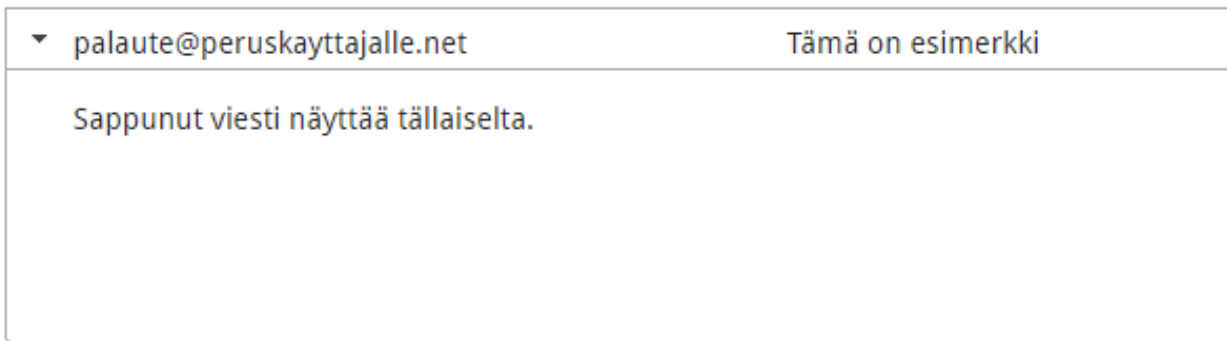 palaute@peruskayttajalle.net Tämä on esimerkki
Sappunut viesti näyttää tällaiselta.